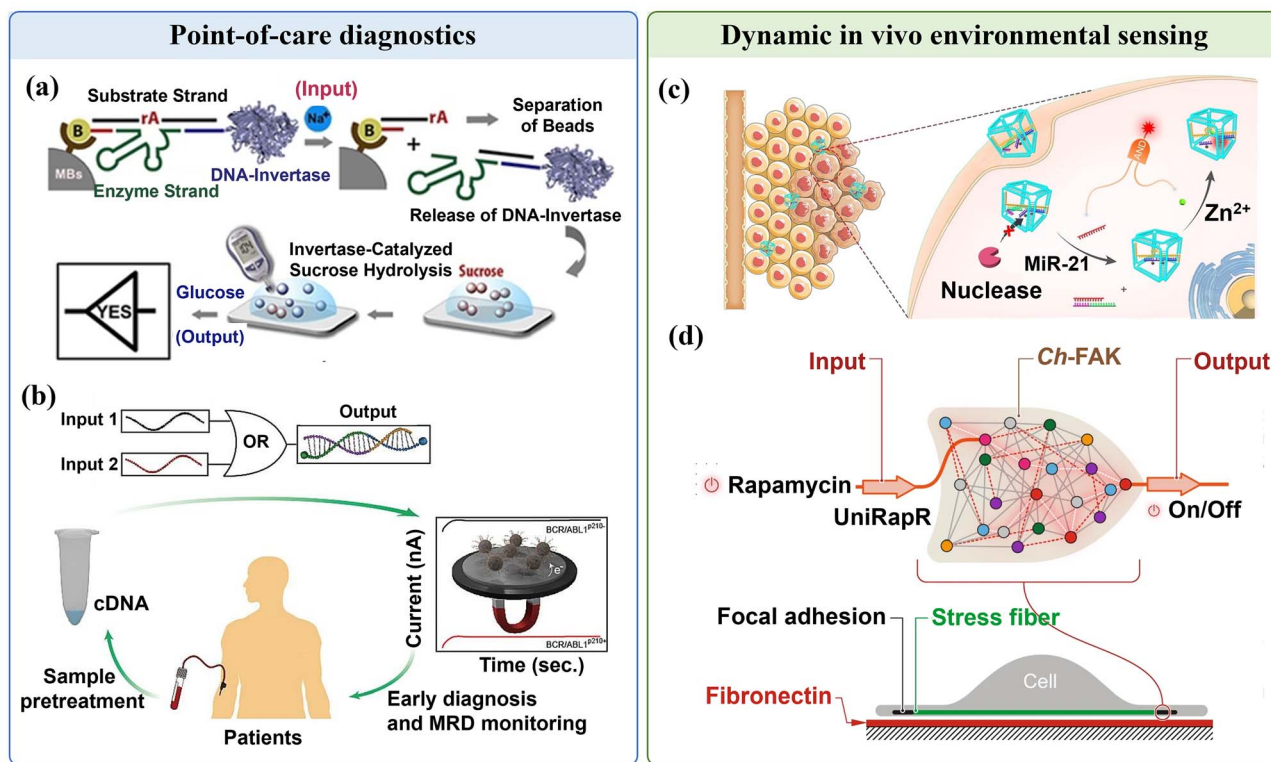 Point-of-care diagnostics
(a)
Substrate Strand
rA
(Input)
Na+
B
MBs
Enzyme Strand
DNA-Invertase
B
rA
+
Separation
of Beads
Release of DNA-Invertase
Invertase-Catalyzed
Sucrose Hydrolysis
Sucrose
Glucose
(Output)
YES
(b)
Input 1
Input 2
OR
Output
cDNA
Sample
pretreatment
Patients
Current (nA)
BCR/ABL1p210-
e-
BCR/ABL1p210+
Time (sec.)
Early diagnosis
and MRD monitoring
Dynamic in vivo environmental sensing
(c)
AND
Zn2+
MiR-21
Nuclease
+
(d)
Input
Ch-FAK
Output
Rapamycin
UniRapR
On/Off
Focal adhesion
Stress fiber
Cell
Fibronectin